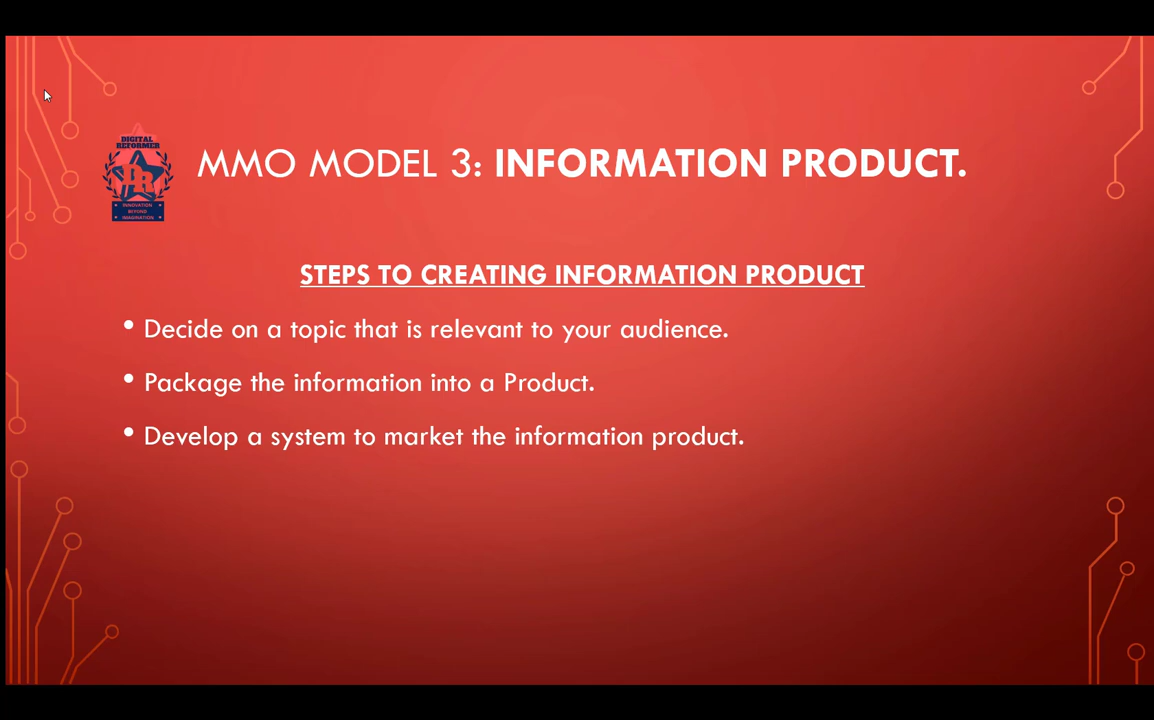 DIGITAL
REFORMER
DR
INNOVATION
BEYOND
IMAGINATION
MMO MODEL 3: INFORMATION PRODUCT.
STEPS TO CREATING INFORMATION PRODUCT
• Decide on a topic that is relevant to your audience.
• Package the information into a Product.
• Develop a system to market the information product.